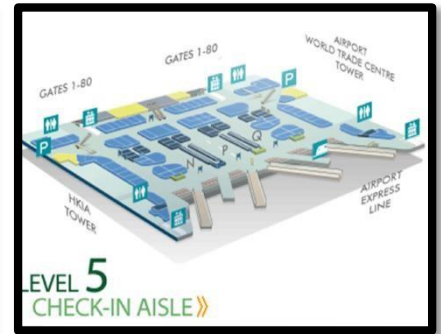 AIRPORT
WORLD TRADE CENTRE
TOWER
GATES 1-80
GATES 1-80
P
P
Q
P
N
HKIA
TOWER
AIRPORT
EXPRESS
LINE
LEVEL 5
CHECK-IN AISLE »